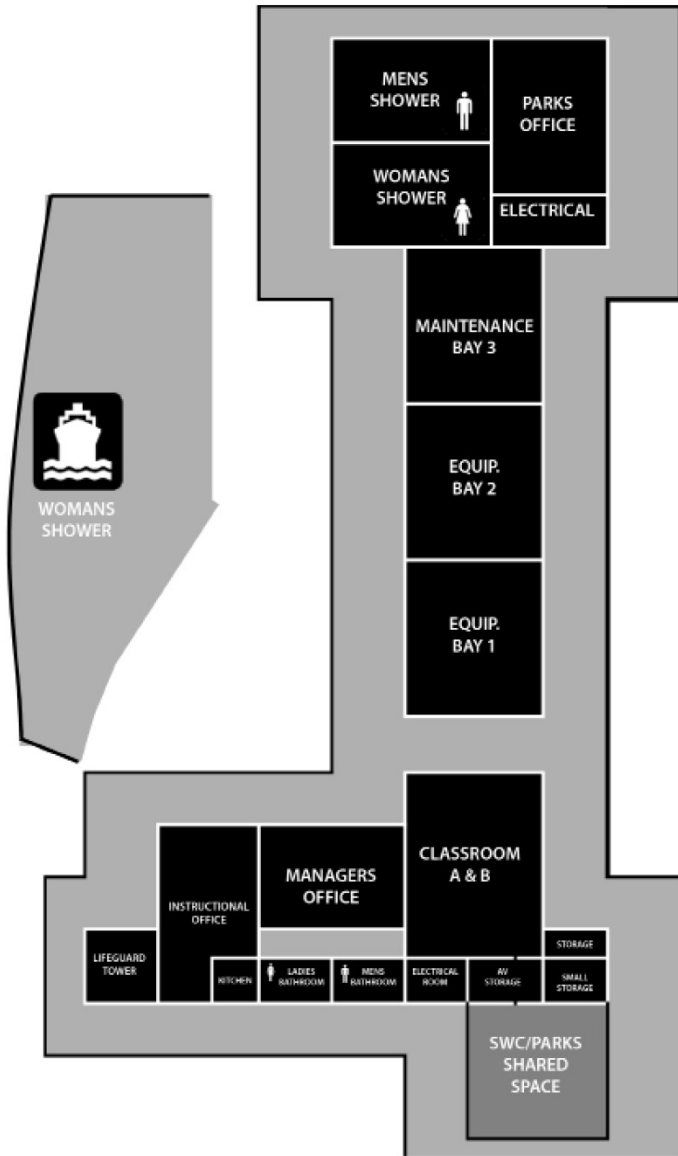 MENS
SHOWER
PARKS
OFFICE
WOMANS
SHOWER
ELECTRICAL
MAINTENANCE
BAY 3
EQUIP.
BAY 2
WOMANS
SHOWER
EQUIP.
BAY 1
CLASSROOM
A & B
MANAGERS
OFFICE
INSTRUCTIONAL
OFFICE
LIFEGUARD
TOWER
STORAGE
KITCHEN
LADIES
BATHROOM
MENS
BATHROOM
ELECTRICAL
ROOM
AV
STORAGE
SMALL
STORAGE
SWC/PARKS
SHARED
SPACE